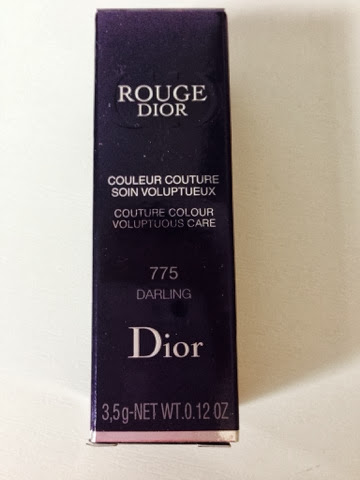 ROUGE
DIOR
COULEUR COUTURE
SOIN VOLUPTUEUX
COUTURE COLOUR
VOLUPTUOUS CARE
775
DARLING
Dior
3,5g-NET WT.0.12 OZ